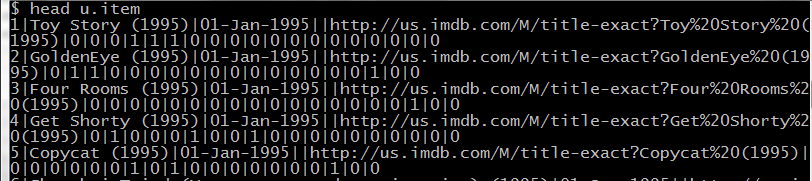 $ head u.item
1|Toy Story (1995)|01-Jan-1995||http://us.imdb.com/M/title-exact?Toy%20Story%20(
1995)|0|0|0|1|1|1|0|0|0|0|0|0|0|0|0|0|0|0|0
2|GoldenEye (1995)|01-Jan-1995||http://us.imdb.com/M/title-exact?GoldenEye%20(19
95)|0|1|1|0|0|0|0|0|0|0|0|0|0|0|0|0|1|0|0
3|Four Rooms (1995)|01-Jan-1995||http://us.imdb.com/M/title-exact?Four%20Rooms%2
0(1995)|0|0|0|0|0|0|0|0|0|0|0|0|0|0|0|0|1|0|0
4|Get Shorty (1995)|01-Jan-1995||http://us.imdb.com/M/title-exact?Get%20Shorty%2
0(1995)|0|1|0|0|0|1|0|0|1|0|0|0|0|0|0|0|0|0|0
5|Copycat (1995)|01-Jan-1995||http://us.imdb.com/M/title-exact?Copycat%20(1995)|
0|0|0|0|0|0|1|0|1|0|0|0|0|0|0|0|1|0|0